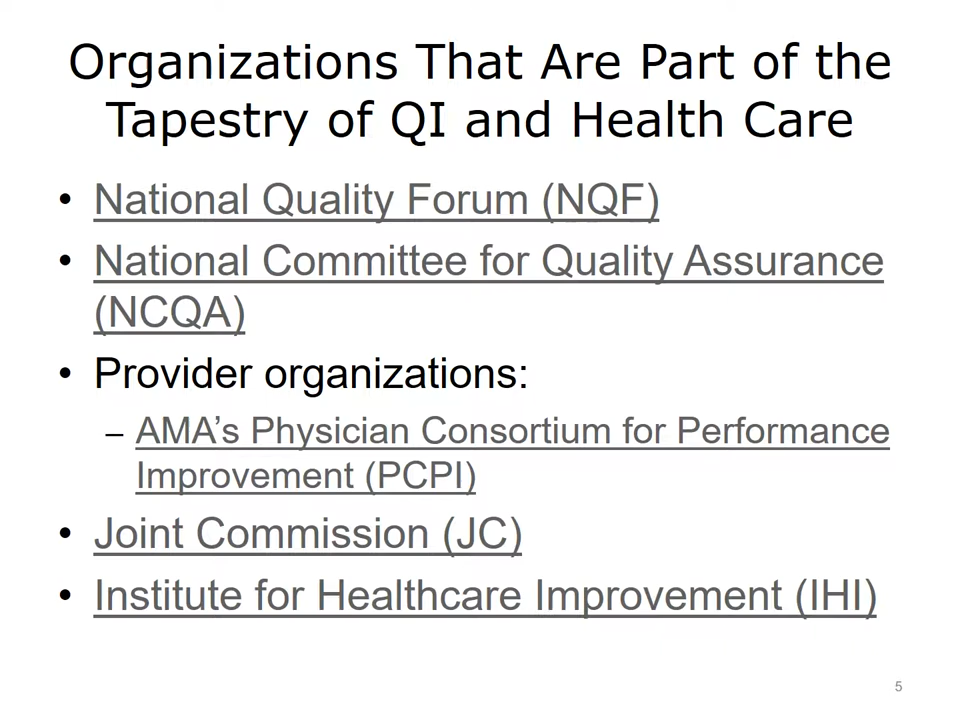 Organizations That Are Part of the
Tapestry of QI and Health Care
• National Quality Forum (NQF)
• National Committee for Quality Assurance
(NCQA)
• Provider organizations:
– AMA’s Physician Consortium for Performance
Improvement (PCPI)
• Joint Commission (JC)
• Institute for Healthcare Improvement (IHI)
5